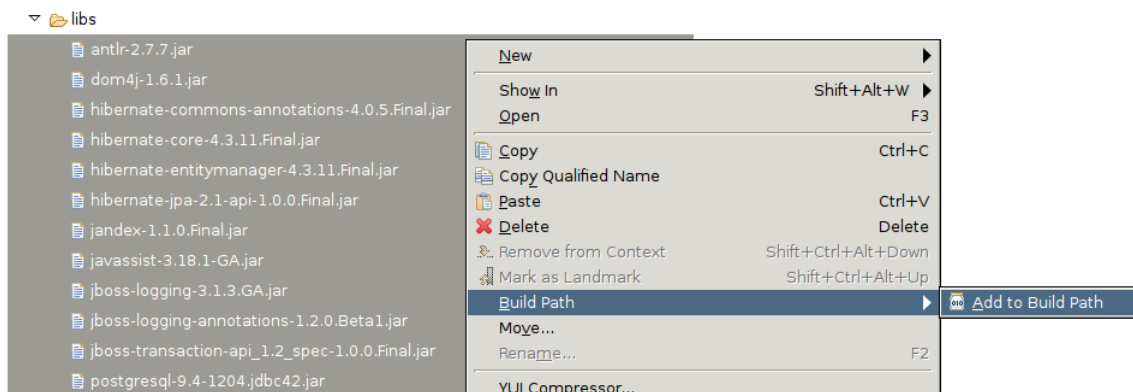 libs
antlr-2.7.7.jar
dom4j-1.6.1.jar
hibernate-commons-annotations-4.0.5.Final.jar
hibernate-core-4.3.11.Final.jar
hibernate-entitymanager-4.3.11.Final.jar
hibernate-jpa-2.1-api-1.0.0.Final.jar
jandex-1.1.0.Final.jar
javassist-3.18.1-GA.jar
jboss-logging-3.1.3.GA.jar
jboss-logging-annotations-1.2.0.Beta1.jar
jboss-transaction-api_1.2_spec-1.0.0.Final.jar
postgresql-9.4-1204.jdbc42.jar
New
Show In Shift+Alt+W
Open F3
Copy Ctrl+C
Copy Qualified Name
Paste Ctrl+V
Delete Delete
Remove from Context Shift+Ctrl+Alt+Down
Mark as Landmark Shift+Ctrl+Alt+Up
Build Path
Move...
Rename... F2
YUI Compressor...
Add to Build Path